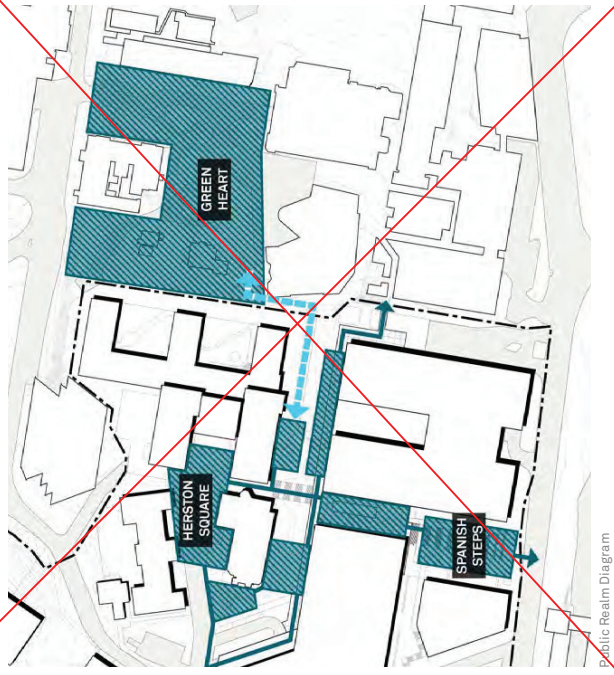 GREEN
HEART
HERSTON
SQUARE
SPANISH
STEPS
Public Realm Diagram